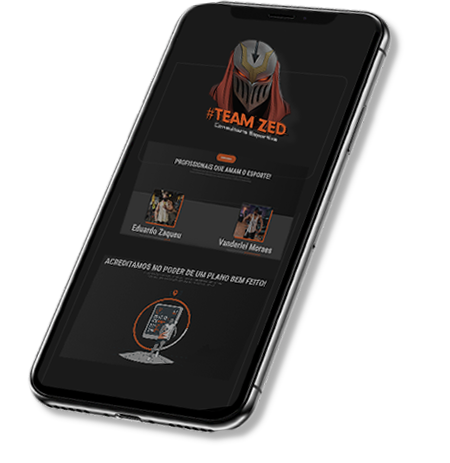 #TEAM ZED
Consultoria Esportiva
PROFISSIONAIS QUE AMAM O ESPORTE!
Eduardo Zaqueu
Vanderlei Moraes
ACREDITAMOS NO PODER DE UM PLANO BEM FEITO!